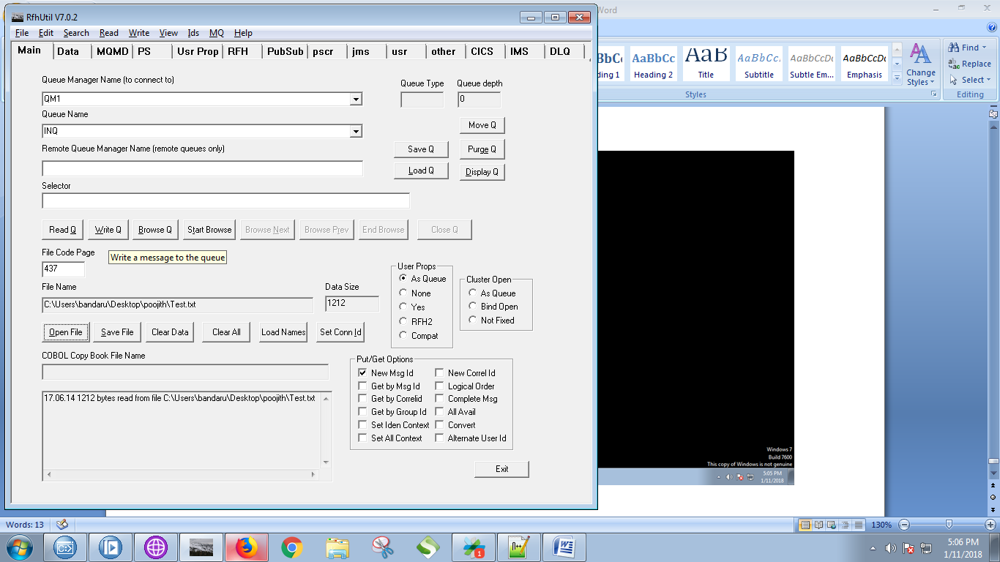 RfhUtil V7.0.2
Word
File Edit Search Read Write View Ids MQ Help
Main Data MQMD PS Usr Prop RFH PubSub pscr jms usr other CICS IMS DLQ
Queue Manager Name (to connect to)
Queue Type Queue depth
QM1
0
Queue Name
Move Q
INQ
Remote Queue Manager Name (remote queues only)
Save Q Purge Q
Load Q Display Q
Selector
Read Q Write Q Browse Q Start Browse Browse Next Browse Prev End Browse Close Q
File Code Page
Write a message to the queue
437
File Name
Data Size
C:\Users\bandaru\Desktop\poojith\Test.txt
1212
User Props
As Queue
None
Yes
RFH2
Compat
Cluster Open
As Queue
Bind Open
Not Fixed
Open File Save File Clear Data Clear All Load Names Set Conn Id
COBOL Copy Book File Name
Put/Get Options
New Msg Id New Correl Id
Get by Msg Id Logical Order
Get by Correlid Complete Msg
Get by Group Id All Avail
Set Iden Context Convert
Set All Context Alternate User Id
17.06.14 1212 bytes read from file C:\Users\bandaru\Desktop\poojith\Test.txt
Exit
AaBbCc AaBbCc AaB AaBbCc. AaBbCcDc AaBbCcDc
ding 1 Heading 2 Title Subtitle Subtle Em... Emphasis
Change
Styles
Styles
Find
Replace
Select
Editing
Windows 7
Build 7600
This copy of Windows is not genuine
5:05 PM
1/11/2018
Words: 13
130%
1
5:06 PM
1/11/2018